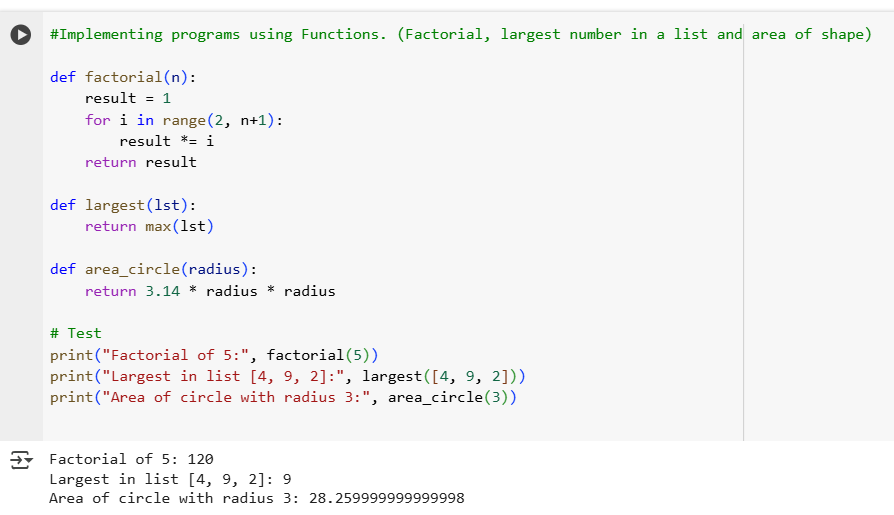 #Implementing programs using Functions. (Factorial, largest number in a list and area of shape)

def factorial(n):
    result = 1
    for i in range(2, n+1):
        result *= i
    return result

def largest(lst):
    return max(lst)

def area_circle(radius):
    return 3.14 * radius * radius

# Test
print("Factorial of 5:", factorial(5))
print("Largest in list [4, 9, 2]:", largest([4, 9, 2]))
print("Area of circle with radius 3:", area_circle(3))

Factorial of 5: 120
Largest in list [4, 9, 2]: 9
Area of circle with radius 3: 28.259999999999998